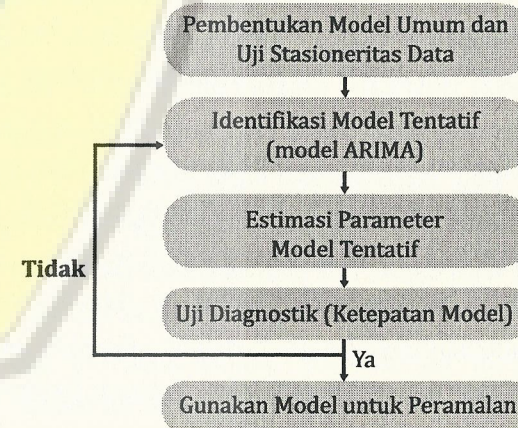 Pembentukan Model Umum dan
Uji Stasioneritas Data
Identifikasi Model Tentatif
(model ARIMA)
Estimasi Parameter
Model Tentatif
Tidak
Uji Diagnostik (Ketepatan Model)
Ya
Gunakan Model untuk Peramalan